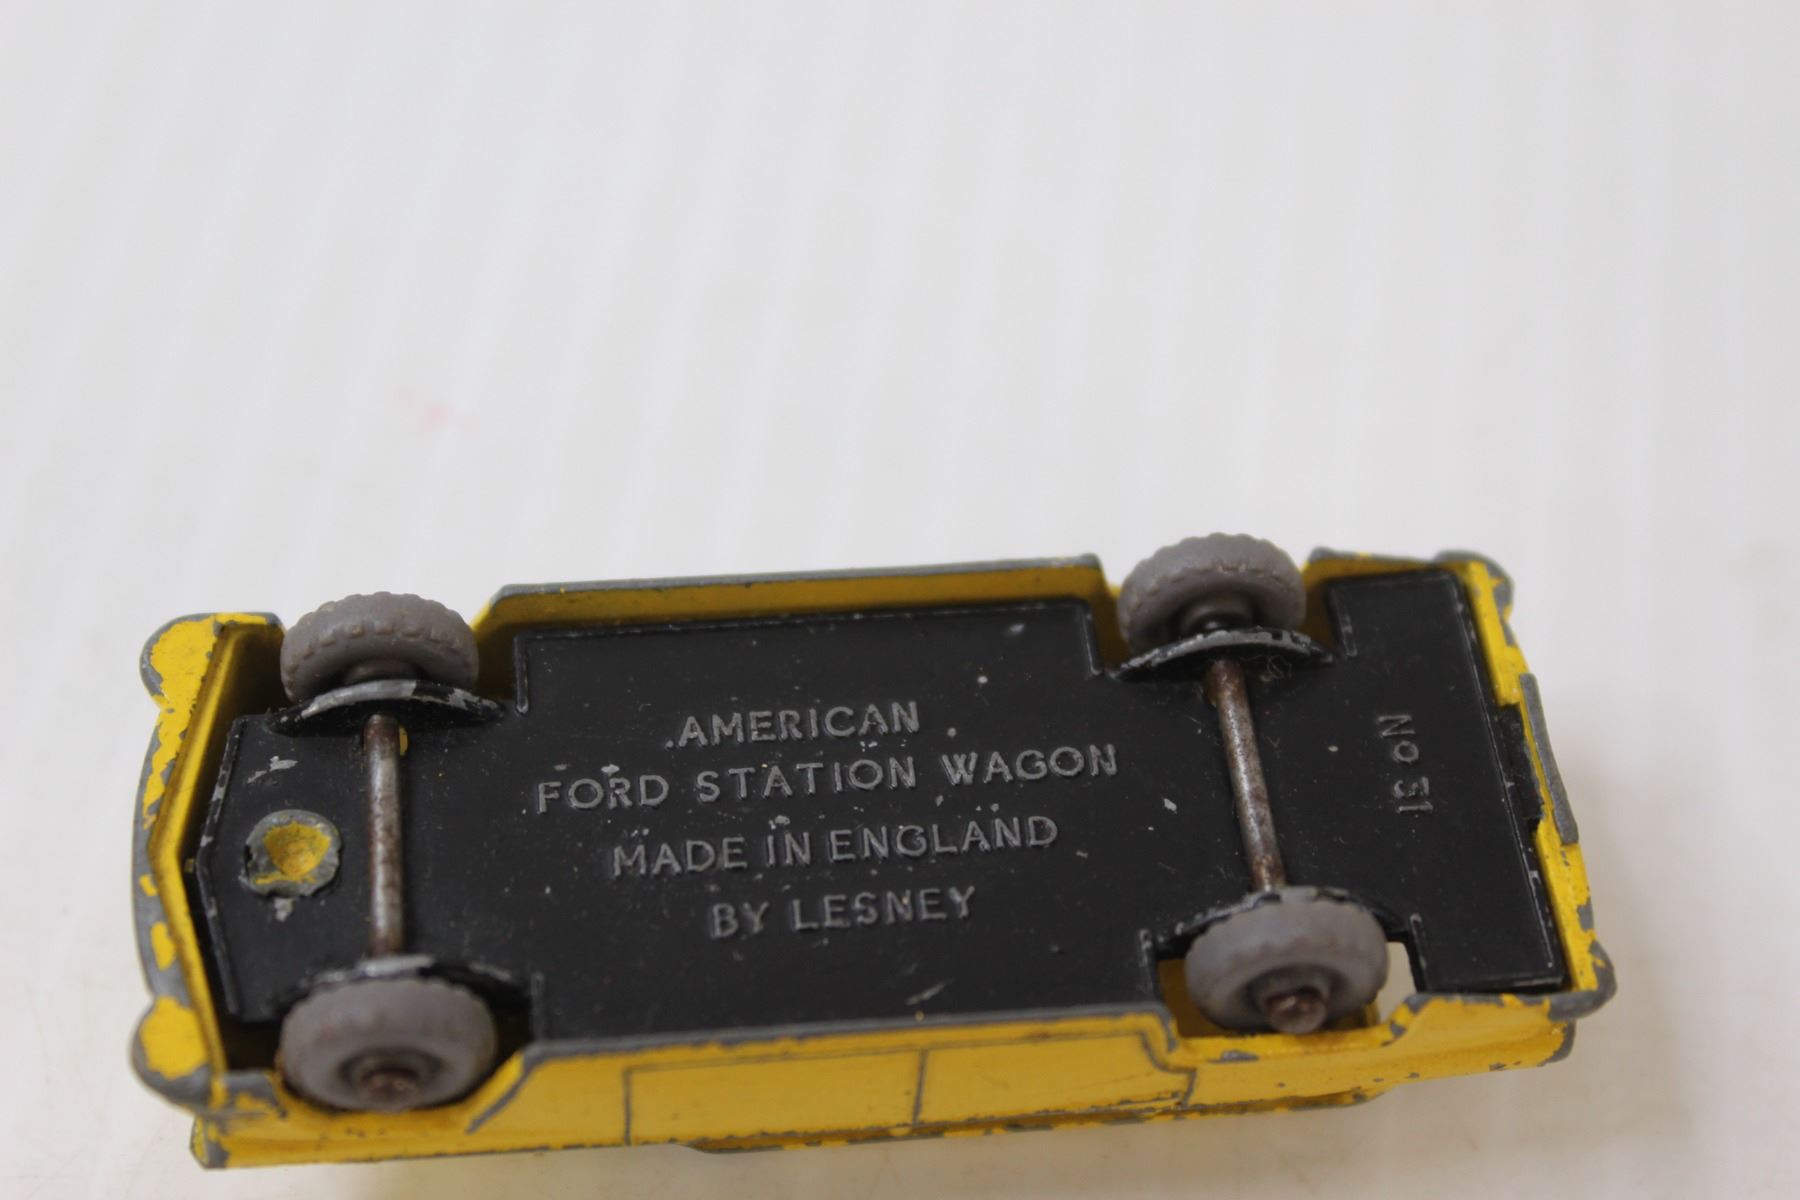 AMERICAN
FORD STATION WAGON
MADE IN ENGLAND
BY LESNEY
No 31